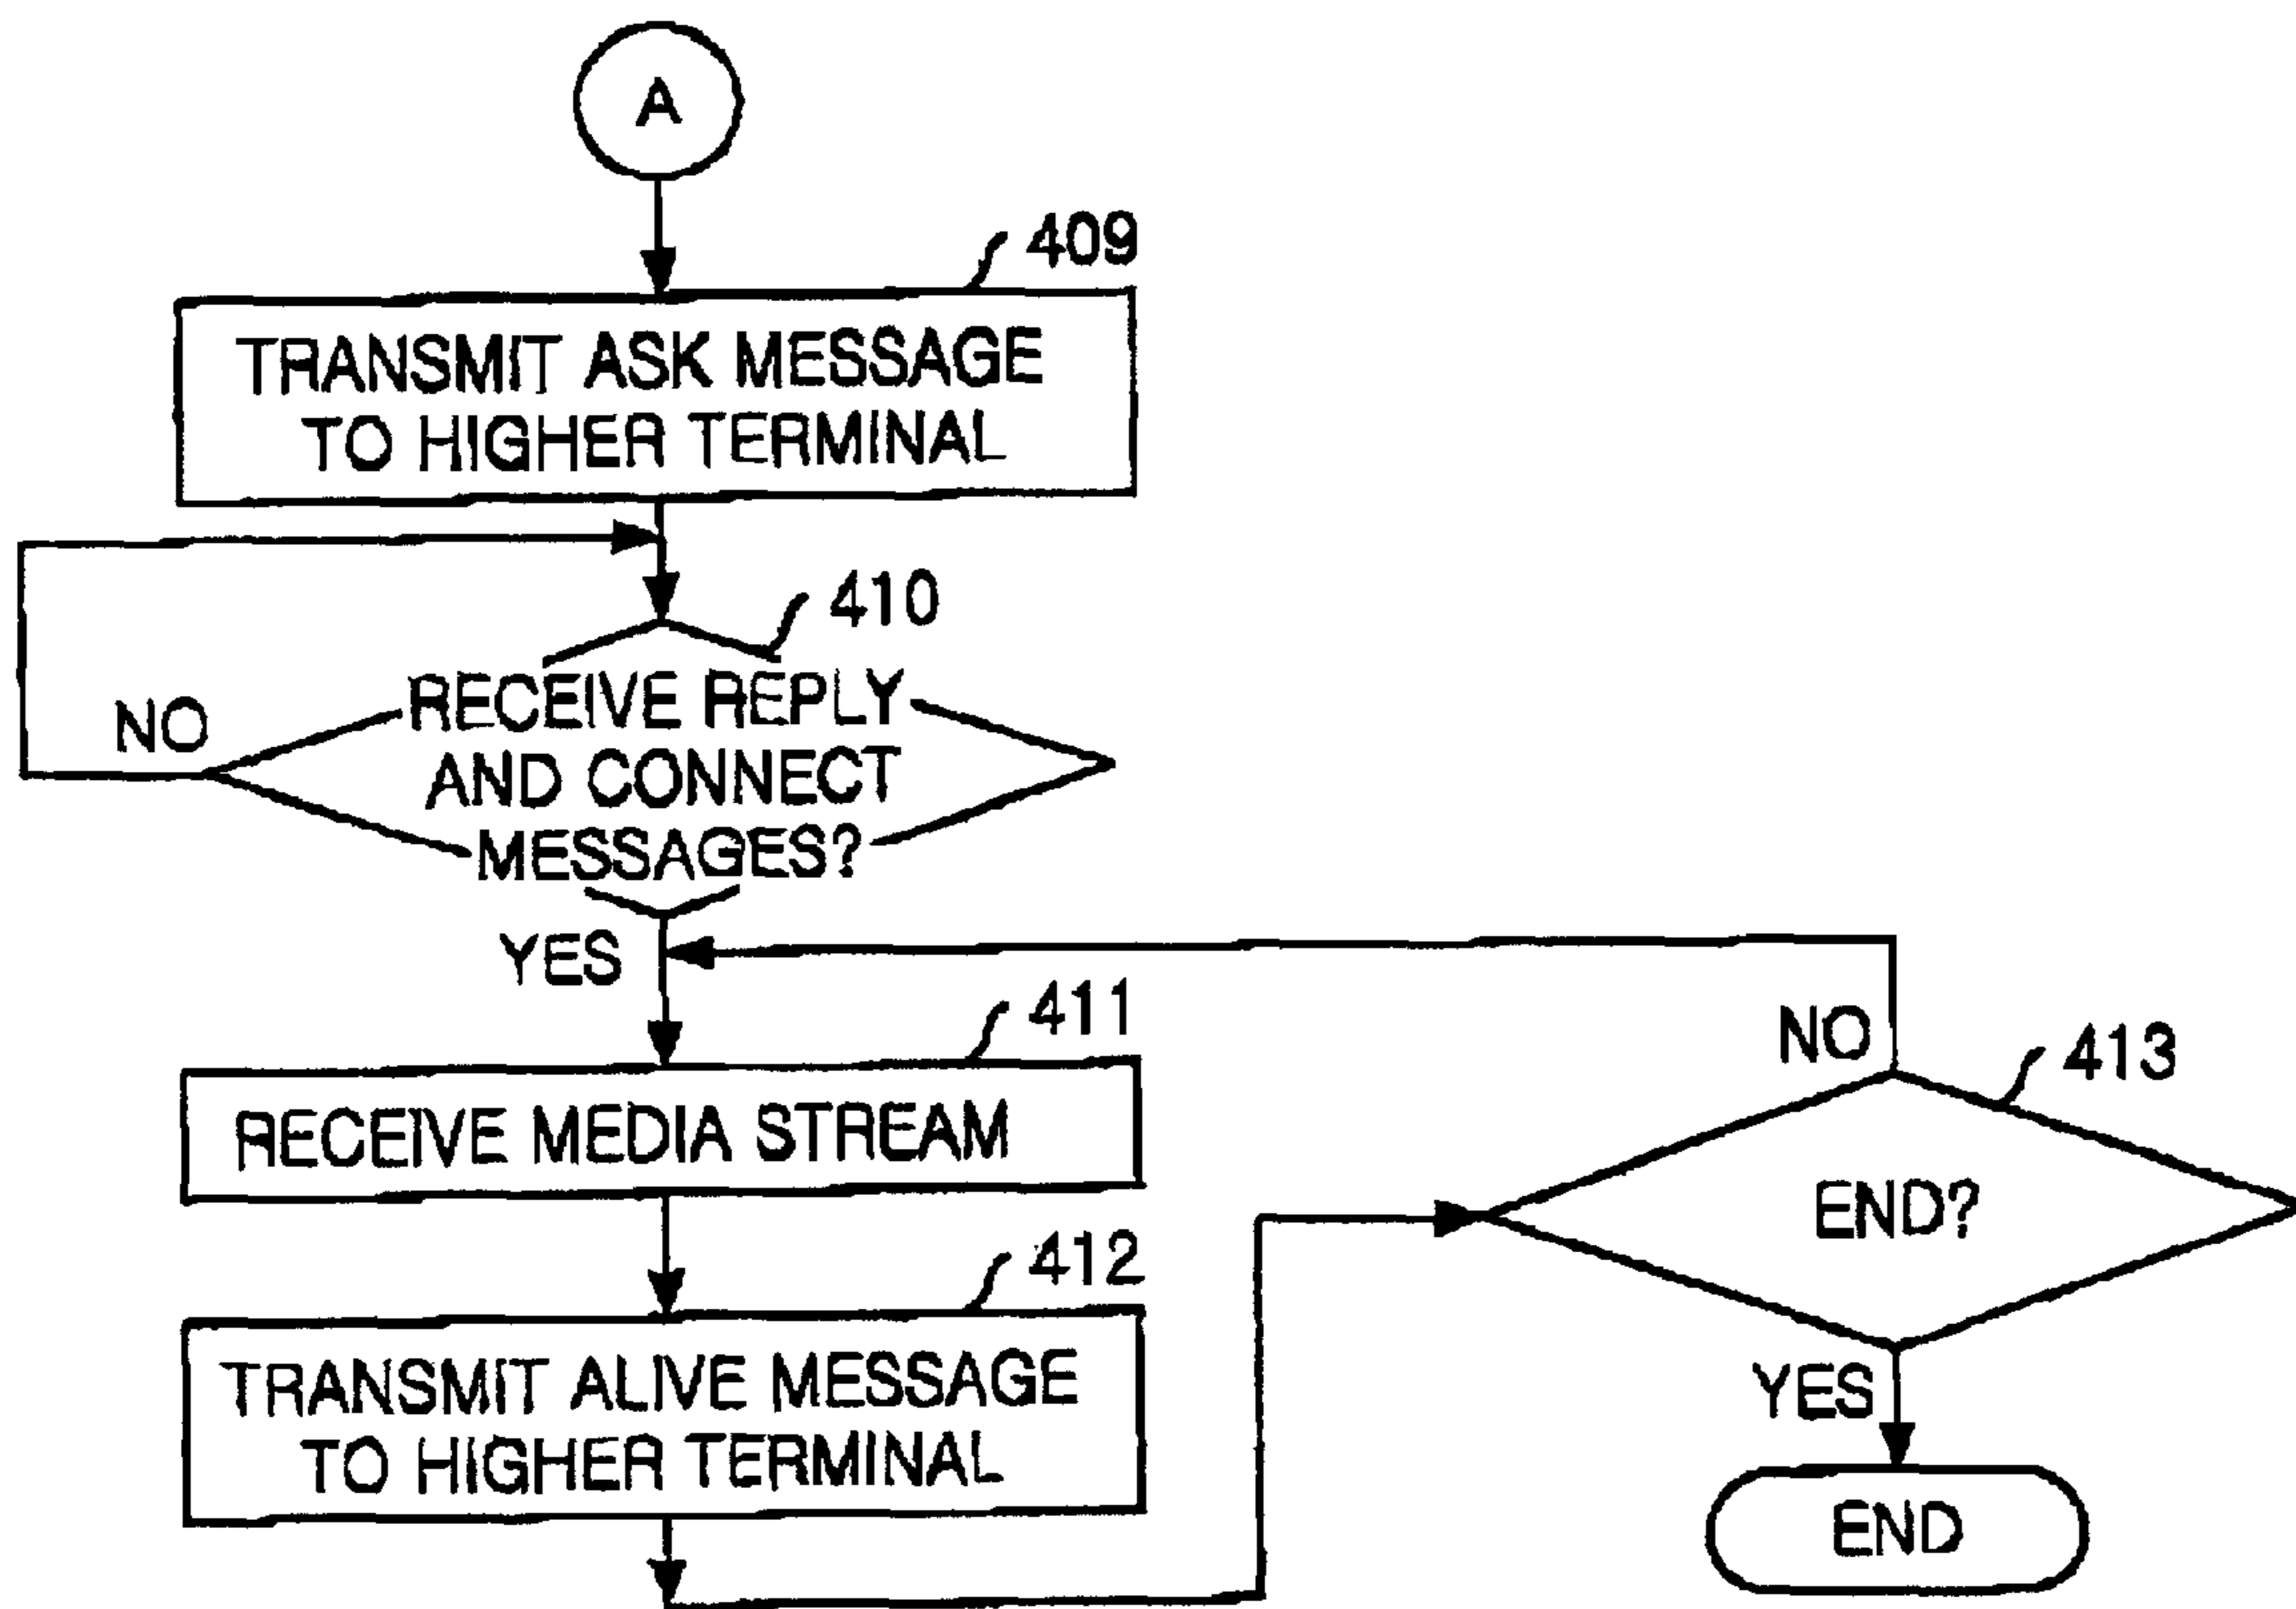 A
409
TRANSMIT ASK MESSAGE
TO HIGHER TERMINAL
410
RECEIVE REPLY
AND CONNECT
MESSAGES?
NO
YES
411
RECEIVE MEDIA STREAM
412
TRANSMIT ALIVE MESSAGE
TO HIGHER TERMINAL
NO
413
END?
YES
END